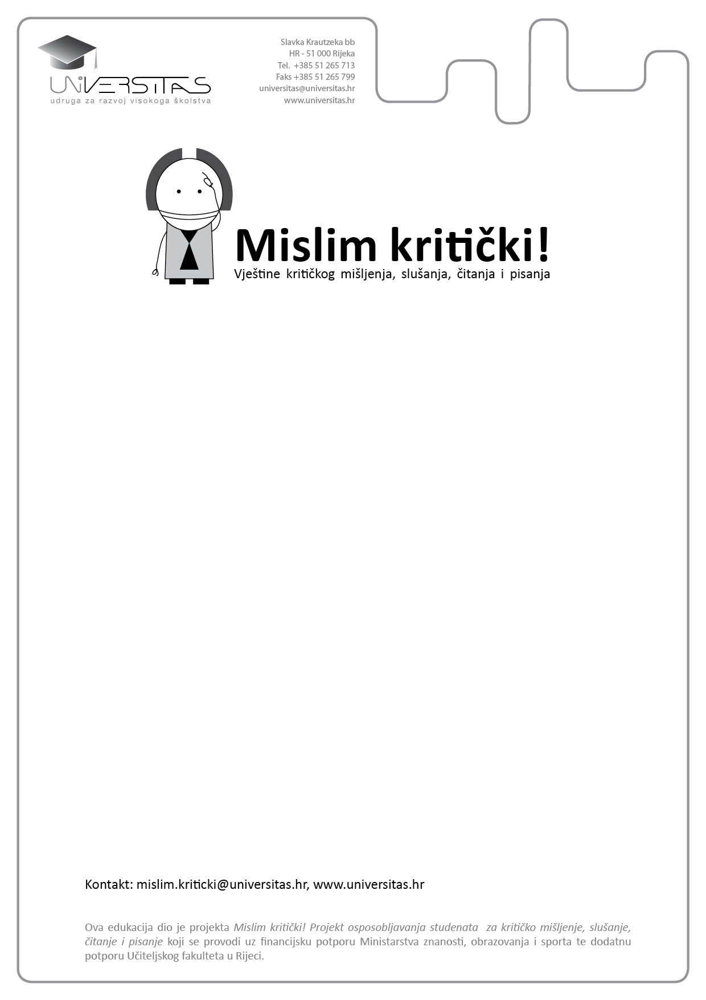 UNIVERSITAS
udruga za razvoj visokoga školstva
Slavka Krautzeka bb
HR - 51 000 Rijeka
Tel.  +385 51 265 713
Faks +385 51 265 799
universitas@universitas.hr
www.universitas.hr
Mislim kritički!
Vještine kritičkog mišljenja, slušanja, čitanja i pisanja
Kontakt: mislim.kriticki@universitas.hr, www.universitas.hr
Ova edukacija dio je projekta Mislim kritički! Projekt osposobljavanja studenata  za kritičko mišljenje, slušanje,
čitanje i pisanje koji se provodi uz financijsku potporu Ministarstva znanosti, obrazovanja i sporta te dodatnu
potporu Učiteljskog fakulteta u Rijeci.